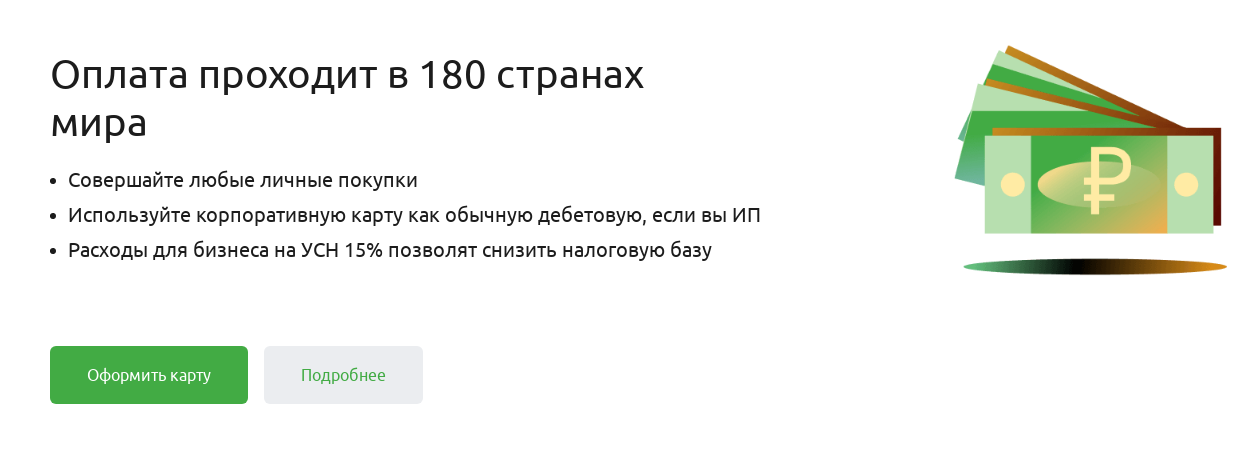 Оплата проходит в 180 странах
мира
• Совершайте любые личные покупки
• Используйте корпоративную карту как обычную дебетовую, если вы ИП
• Расходы для бизнеса на УСН 15% позволят снизить налоговую базу
₽
Оформить карту
Подробнее